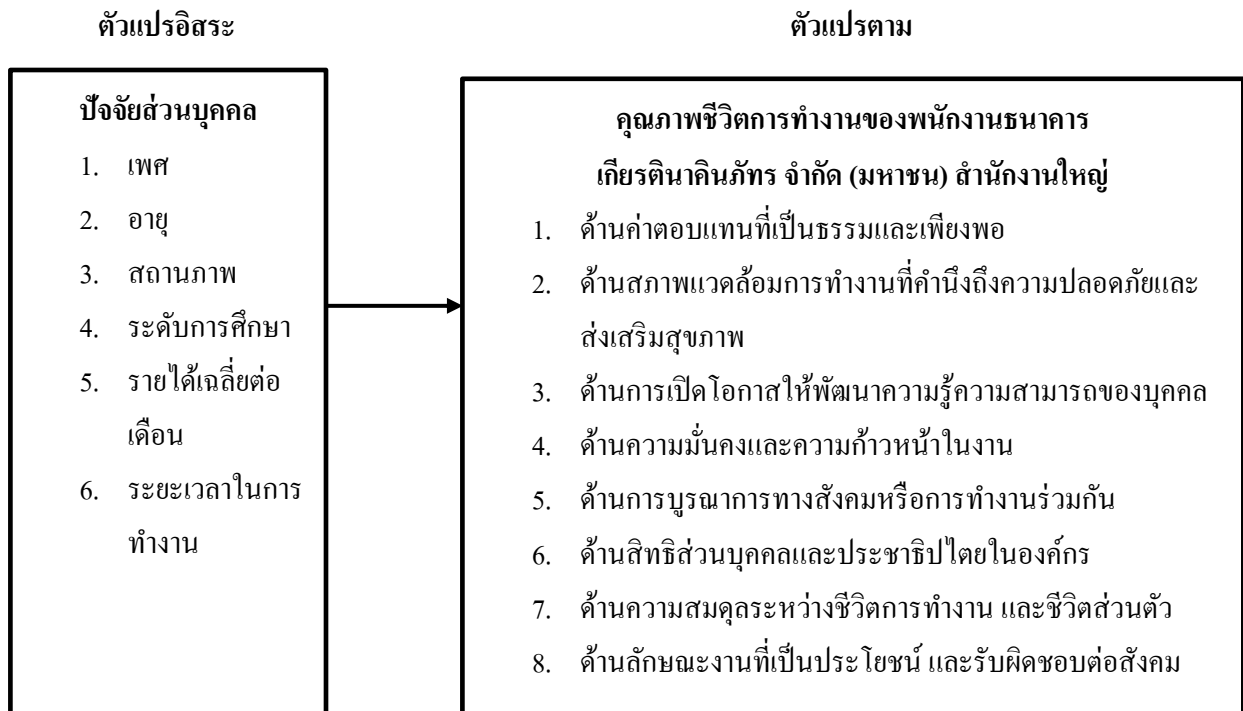 ตัวแปรอิสระ
ตัวแปรตาม
ปัจจัยส่วนบุคคล
1. เพศ
2. อายุ
3. สถานภาพ
4. ระดับการศึกษา
5. รายได้เฉลี่ยต่อ
เดือน
6. ระยะเวลาในการ
ทำงาน
คุณภาพชีวิตการทำงานของพนักงานธนาคาร
เกียรตินาคินภัทร จำกัด (มหาชน) สำนักงานใหญ่
1. ด้านค่าตอบแทนที่เป็นธรรมและเพียงพอ
2. ด้านสภาพแวดล้อมการทำงานที่คำนึงถึงความปลอดภัยและ
ส่งเสริมสุขภาพ
3. ด้านการเปิดโอกาสให้พัฒนาความรู้ความสามารถของบุคคล
4. ด้านความมั่นคงและความก้าวหน้าในงาน
5. ด้านการบูรณาการทางสังคมหรือการทำงานร่วมกัน
6. ด้านสิทธิส่วนบุคคลและประชาธิปไตยในองค์กร
7. ด้านความสมดุลระหว่างชีวิตการทำงาน และชีวิตส่วนตัว
8. ด้านลักษณะงานที่เป็นประโยชน์ และรับผิดชอบต่อสังคม